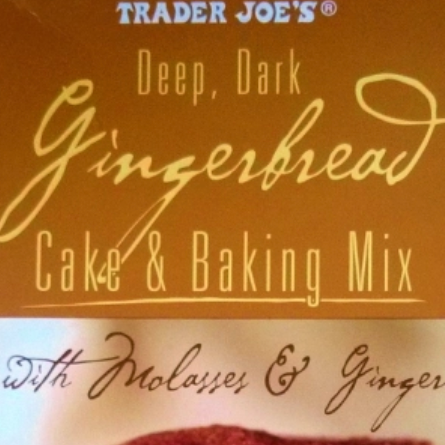 TRADER JOE'S®
Deep, Dark
Gingerbread
Cake & Baking Mix
with Molasses & Ginger